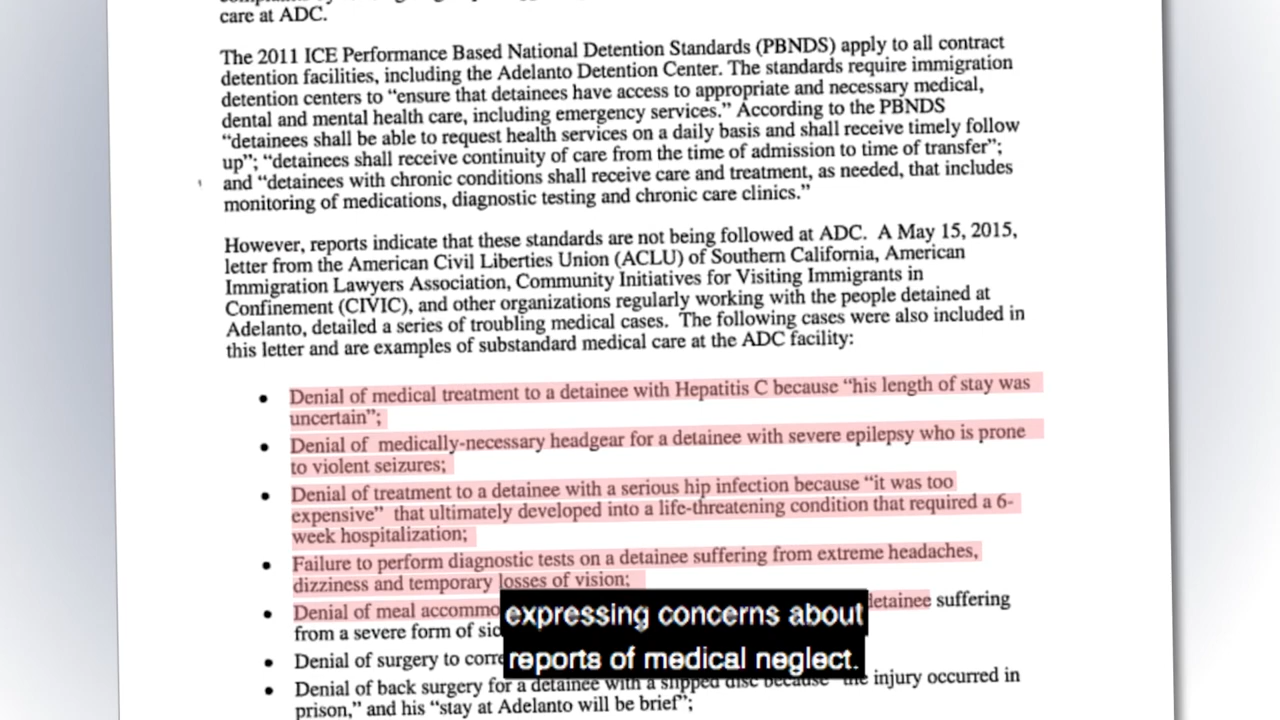 care at ADC.
The 2011 ICE Performance Based National Detention Standards (PBNDS) apply to all contract
detention facilities, including the Adelanto Detention Center. The standards require immigration
detention centers to “ensure that detainees have access to appropriate and necessary medical,
dental and mental health care, including emergency services.” According to the PBNDS
“detainees shall be able to request health services on a daily basis and shall receive timely follow
up”; “detainees shall receive continuity of care from the time of admission to time of transfer”;
and “detainees with chronic conditions shall receive care and treatment, as needed, that includes
monitoring of medications, diagnostic testing and chronic care clinics.”
However, reports indicate that these standards are not being followed at ADC. A May 15, 2015,
letter from the American Civil Liberties Union (ACLU) of Southern California, American
Immigration Lawyers Association, Community Initiatives for Visiting Immigrants in
Confinement (CIVIC), and other organizations regularly working with the people detained at
Adelanto, detailed a series of troubling medical cases. The following cases were also included in
this letter and are examples of substandard medical care at the ADC facility:
• Denial of medical treatment to a detainee with Hepatitis C because “his length of stay was
uncertain”;
• Denial of medically-necessary headgear for a detainee with severe epilepsy who is prone
to violent seizures;
• Denial of treatment to a detainee with a serious hip infection because “it was too
expensive” that ultimately developed into a life-threatening condition that required a 6-
week hospitalization;
• Failure to perform diagnostic tests on a detainee suffering from extreme headaches,
dizziness and temporary losses of vision;
• Denial of meal detainee suffering
from a severe form of
• Denial of surgery to
• Denial of back surgery for a detainee with a slipped disc because “the injury occurred in
prison,” and his “stay at Adelanto will be brief”;
expressing concerns about
reports of medical neglect.